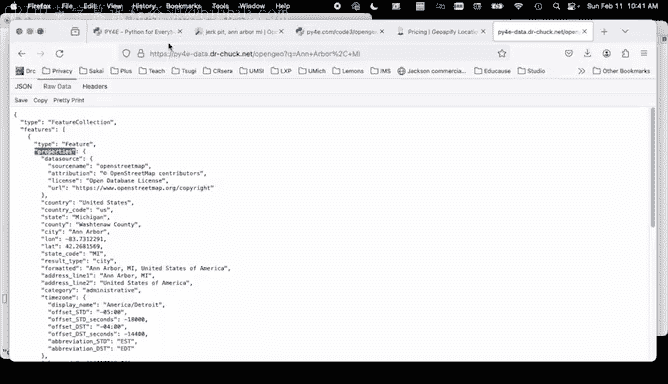 Firefox File Edit View History Bookmarks Tools Window Help Sun Feb 11 10:41 AM
PY4E – Python for Everyb
jerk pit, ann arbor mi | Go
py4e.com/code3/openge
Pricing | Geoapify Locatio
py4e-data.dr-chuck.net/openge
https://py4e-data.dr-chuck.net/opengeo?q=Ann+Arbor%2C+MI
Drc Privacy Sakai Plus Teach Tsugi CRsera UMSI LXP UMich Lemons IMS Jackson Community ... Educause Studio >> Other Bookmarks
JSON Raw Data Headers
Save Copy Pretty Print
{
"type": "FeatureCollection",
"features": [
{
"type": "Feature",
"properties": {
"datasource": {
"sourcename": "openstreetmap",
"attribution": "© OpenStreetMap contributors",
"license": "Open Database License",
"url": "https://www.openstreetmap.org/copyright"
},
"country": "United States",
"country_code": "us",
"state": "Michigan",
"county": "Washtenaw County",
"city": "Ann Arbor",
"lon": -83.7312291,
"lat": 42.2681569,
"state_code": "MI",
"result_type": "city",
"formatted": "Ann Arbor, MI, United States of America",
"address_line1": "Ann Arbor, MI",
"address_line2": "United States of America",
"category": "administrative",
"timezone": {
"display_name": "America/Detroit",
"offset_STD": "-05:00",
"offset_STD_seconds": -18000,
"offset_DST": "-04:00",
"offset_DST_seconds": -14400,
"abbreviation_STD": "EST",
"abbreviation_DST": "EDT"
},